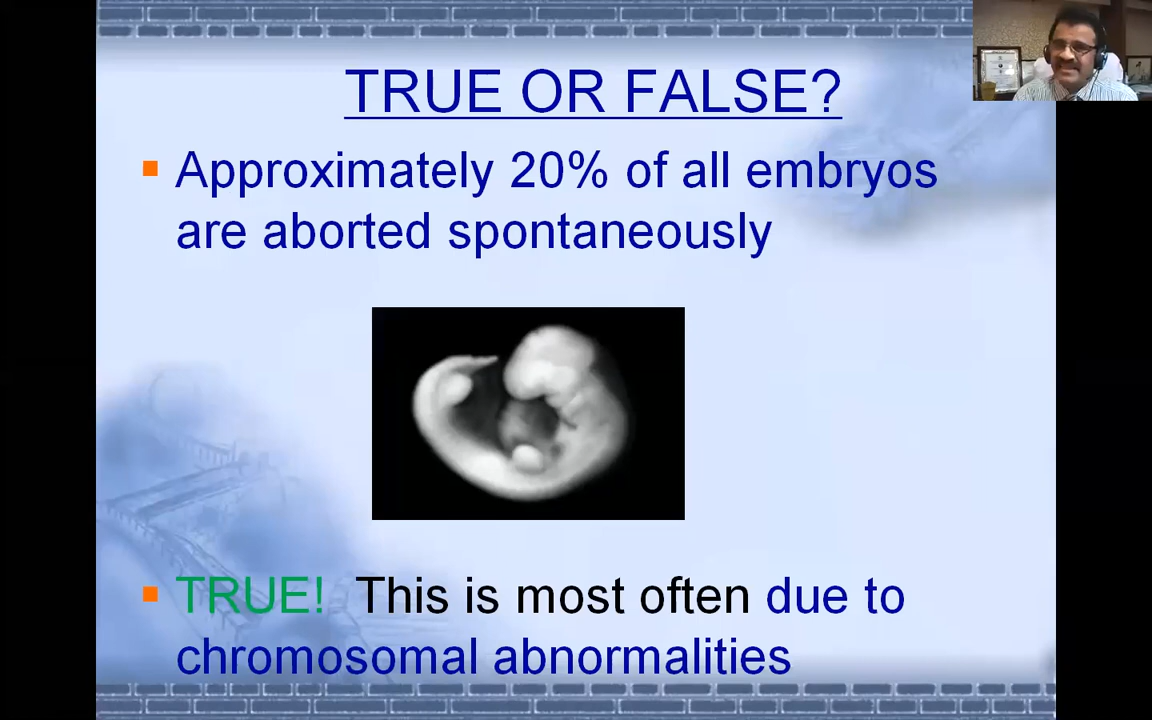 TRUE OR FALSE?
Approximately 20% of all embryos
are aborted spontaneously
TRUE! This is most often due to
chromosomal abnormalities